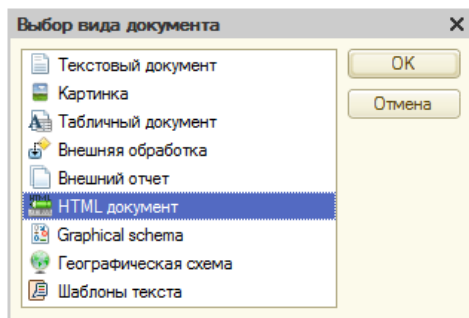 Выбор вида документа
Текстовый документ
OK
Картинка
Отмена
Табличный документ
Внешняя обработка
Внешний отчет
HTML документ
Graphical schema
Географическая схема
Шаблоны текста